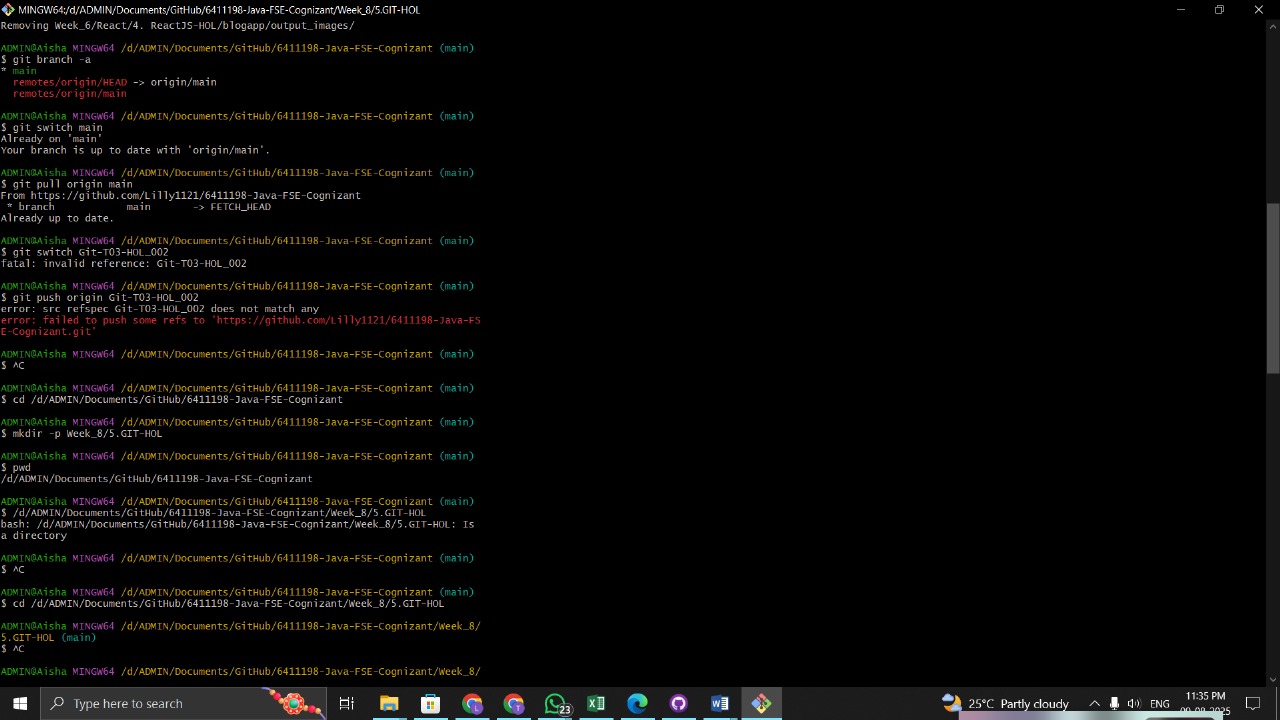 MINGW64:/d/ADMIN/Documents/GitHub/6411198-Java-FSE-Cognizant/Week_8/5.GIT-HOL
Removing Week_6/React/4. ReactJS-HOL/blogapp/output_images/
ADMIN@Aisha MINGW64 /d/ADMIN/Documents/GitHub/6411198-Java-FSE-Cognizant (main)
$ git branch -a
* main
remotes/origin/HEAD -> origin/main
remotes/origin/main
ADMIN@Aisha MINGW64 /d/ADMIN/Documents/GitHub/6411198-Java-FSE-Cognizant (main)
$ git switch main
Already on 'main'
Your branch is up to date with 'origin/main'.
ADMIN@Aisha MINGW64 /d/ADMIN/Documents/GitHub/6411198-Java-FSE-Cognizant (main)
$ git pull origin main
From https://github.com/Lilly1121/6411198-Java-FSE-Cognizant
* branch main -> FETCH_HEAD
Already up to date.
ADMIN@Aisha MINGW64 /d/ADMIN/Documents/GitHub/6411198-Java-FSE-Cognizant (main)
$ git switch Git-T03-HOL_002
fatal: invalid reference: Git-T03-HOL_002
ADMIN@Aisha MINGW64 /d/ADMIN/Documents/GitHub/6411198-Java-FSE-Cognizant (main)
$ git push origin Git-T03-HOL_002
error: src refspec Git-T03-HOL_002 does not match any
error: failed to push some refs to 'https://github.com/Lilly1121/6411198-Java-FS
E-Cognizant.git'
ADMIN@Aisha MINGW64 /d/ADMIN/Documents/GitHub/6411198-Java-FSE-Cognizant (main)
$ ^C
ADMIN@Aisha MINGW64 /d/ADMIN/Documents/GitHub/6411198-Java-FSE-Cognizant (main)
$ cd /d/ADMIN/Documents/GitHub/6411198-Java-FSE-Cognizant
ADMIN@Aisha MINGW64 /d/ADMIN/Documents/GitHub/6411198-Java-FSE-Cognizant (main)
$ mkdir -p Week_8/5.GIT-HOL
ADMIN@Aisha MINGW64 /d/ADMIN/Documents/GitHub/6411198-Java-FSE-Cognizant (main)
$ pwd
/d/ADMIN/Documents/GitHub/6411198-Java-FSE-Cognizant
ADMIN@Aisha MINGW64 /d/ADMIN/Documents/GitHub/6411198-Java-FSE-Cognizant (main)
$ /d/ADMIN/Documents/GitHub/6411198-Java-FSE-Cognizant/Week_8/5.GIT-HOL
bash: /d/ADMIN/Documents/GitHub/6411198-Java-FSE-Cognizant/Week_8/5.GIT-HOL: Is
a directory
ADMIN@Aisha MINGW64 /d/ADMIN/Documents/GitHub/6411198-Java-FSE-Cognizant (main)
$ ^C
ADMIN@Aisha MINGW64 /d/ADMIN/Documents/GitHub/6411198-Java-FSE-Cognizant (main)
$ cd /d/ADMIN/Documents/GitHub/6411198-Java-FSE-Cognizant/Week_8/5.GIT-HOL
ADMIN@Aisha MINGW64 /d/ADMIN/Documents/GitHub/6411198-Java-FSE-Cognizant/Week_8/
5.GIT-HOL (main)
$ ^C
ADMIN@Aisha MINGW64 /d/ADMIN/Documents/GitHub/6411198-Java-FSE-Cognizant/Week_8/
Type here to search
23
25°C Partly cloudy
ENG
11:35 PM